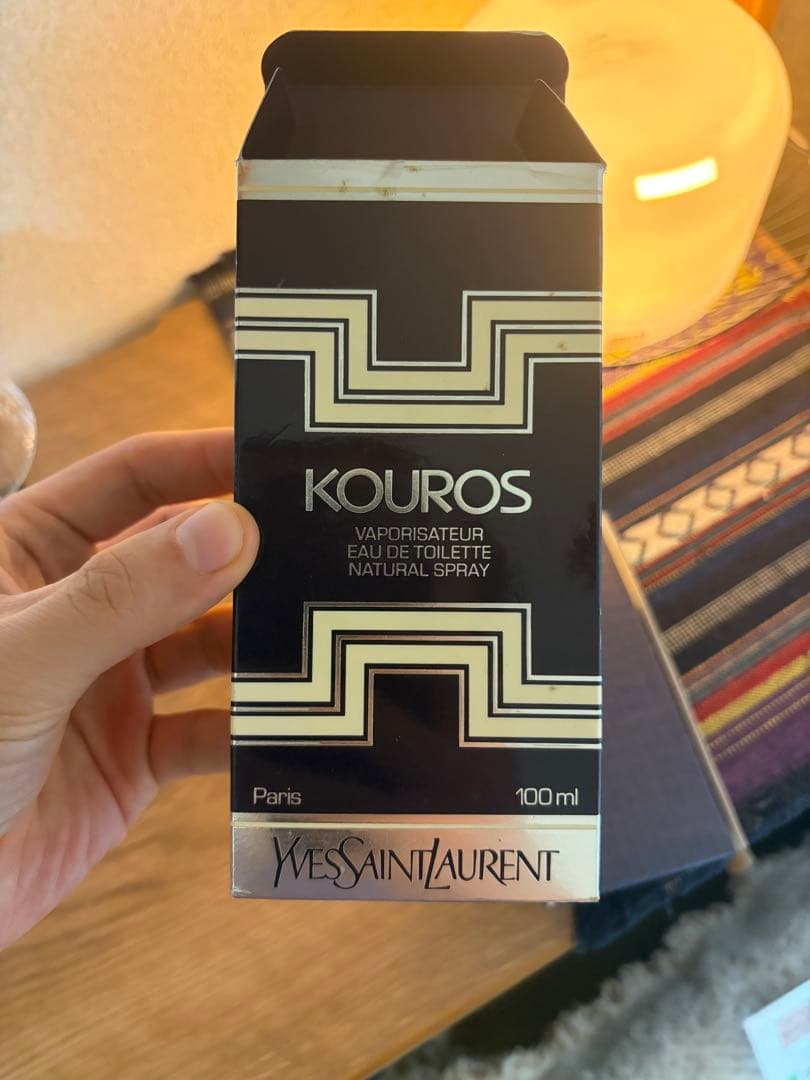 KOUROS
VAPORISATEUR
EAU DE TOILETTE
NATURAL SPRAY
Paris 100 ml
YVESSAINTLAURENT